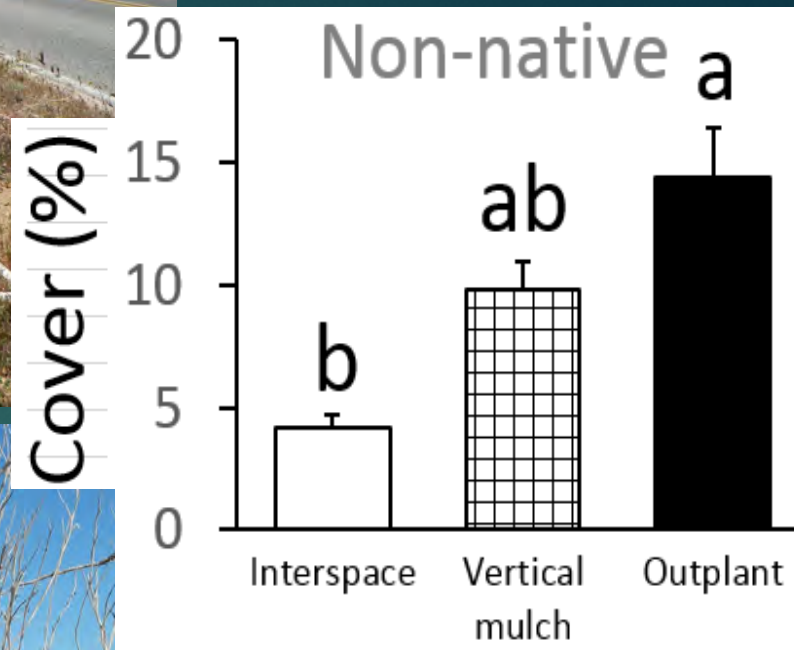 Non-native
Cover (%)
20
15
10
5
0
b
ab
a
Interspace
Vertical
mulch
Outplant